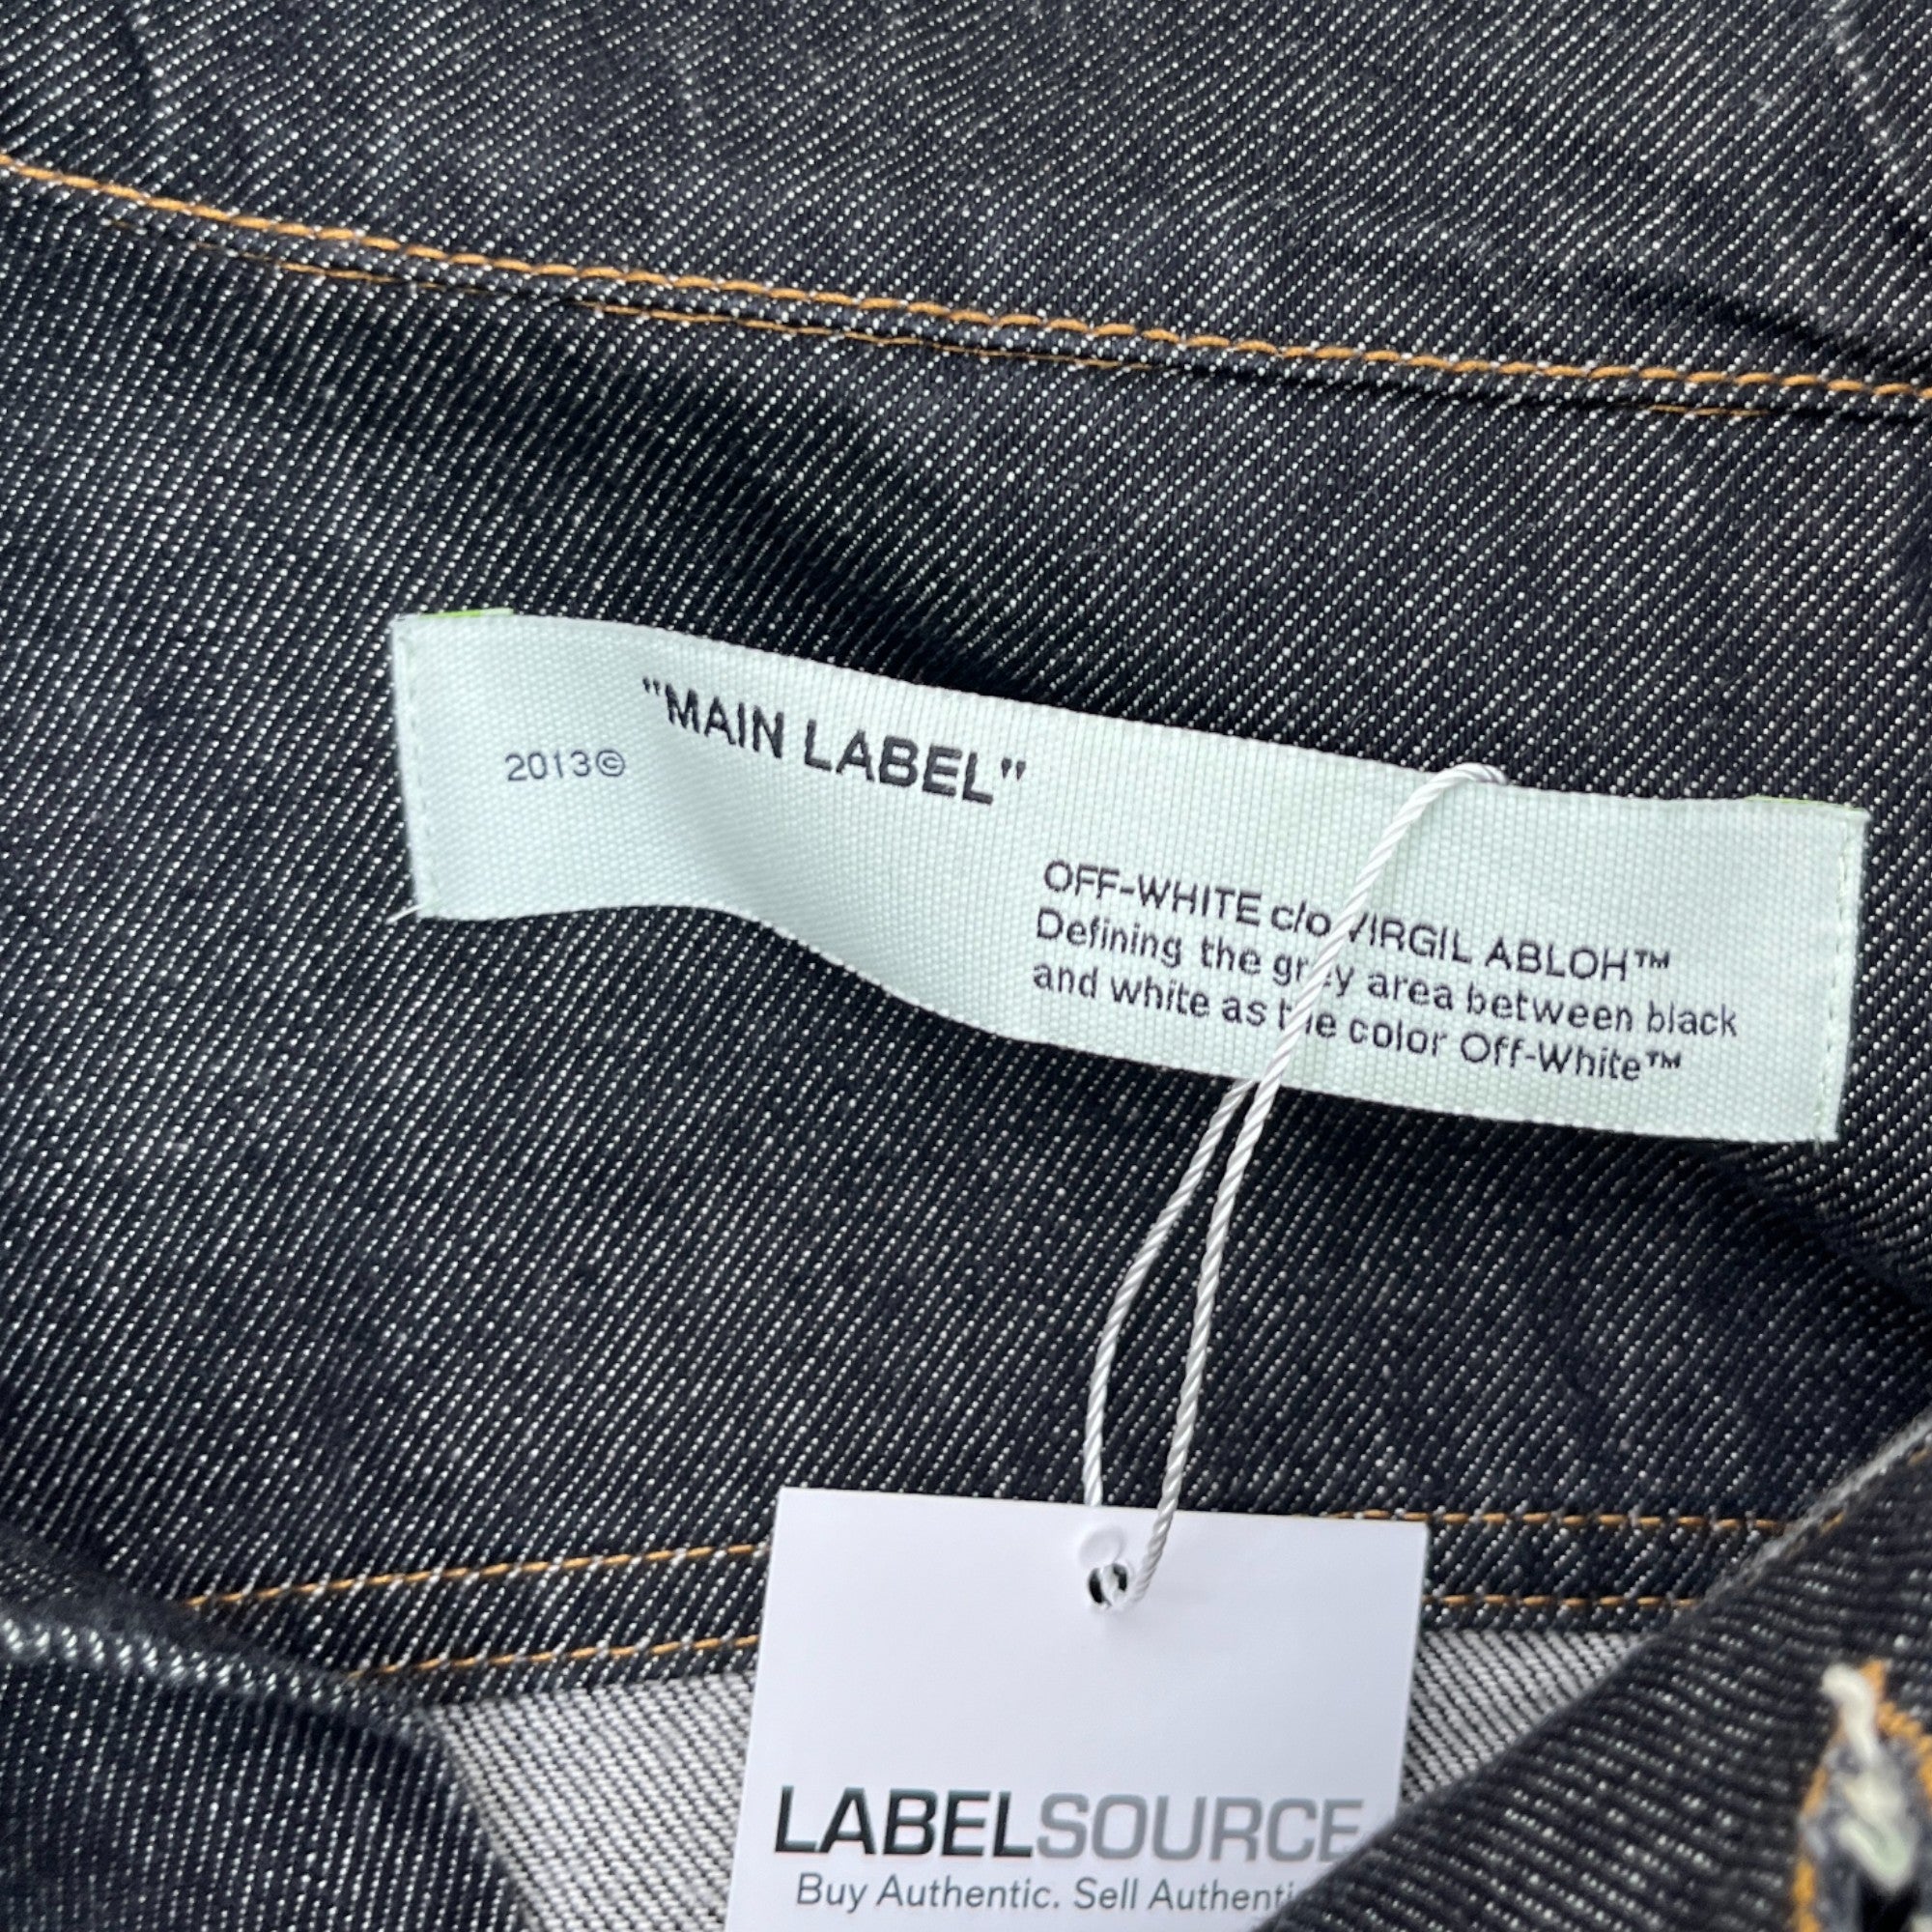 "MAIN LABEL"
2013©
OFF-WHITE c/o VIRGIL ABLOH™
Defining the grey area between black
and white as the color Off-White™
LABELSOURCE
Buy Authentic. Sell Authentic